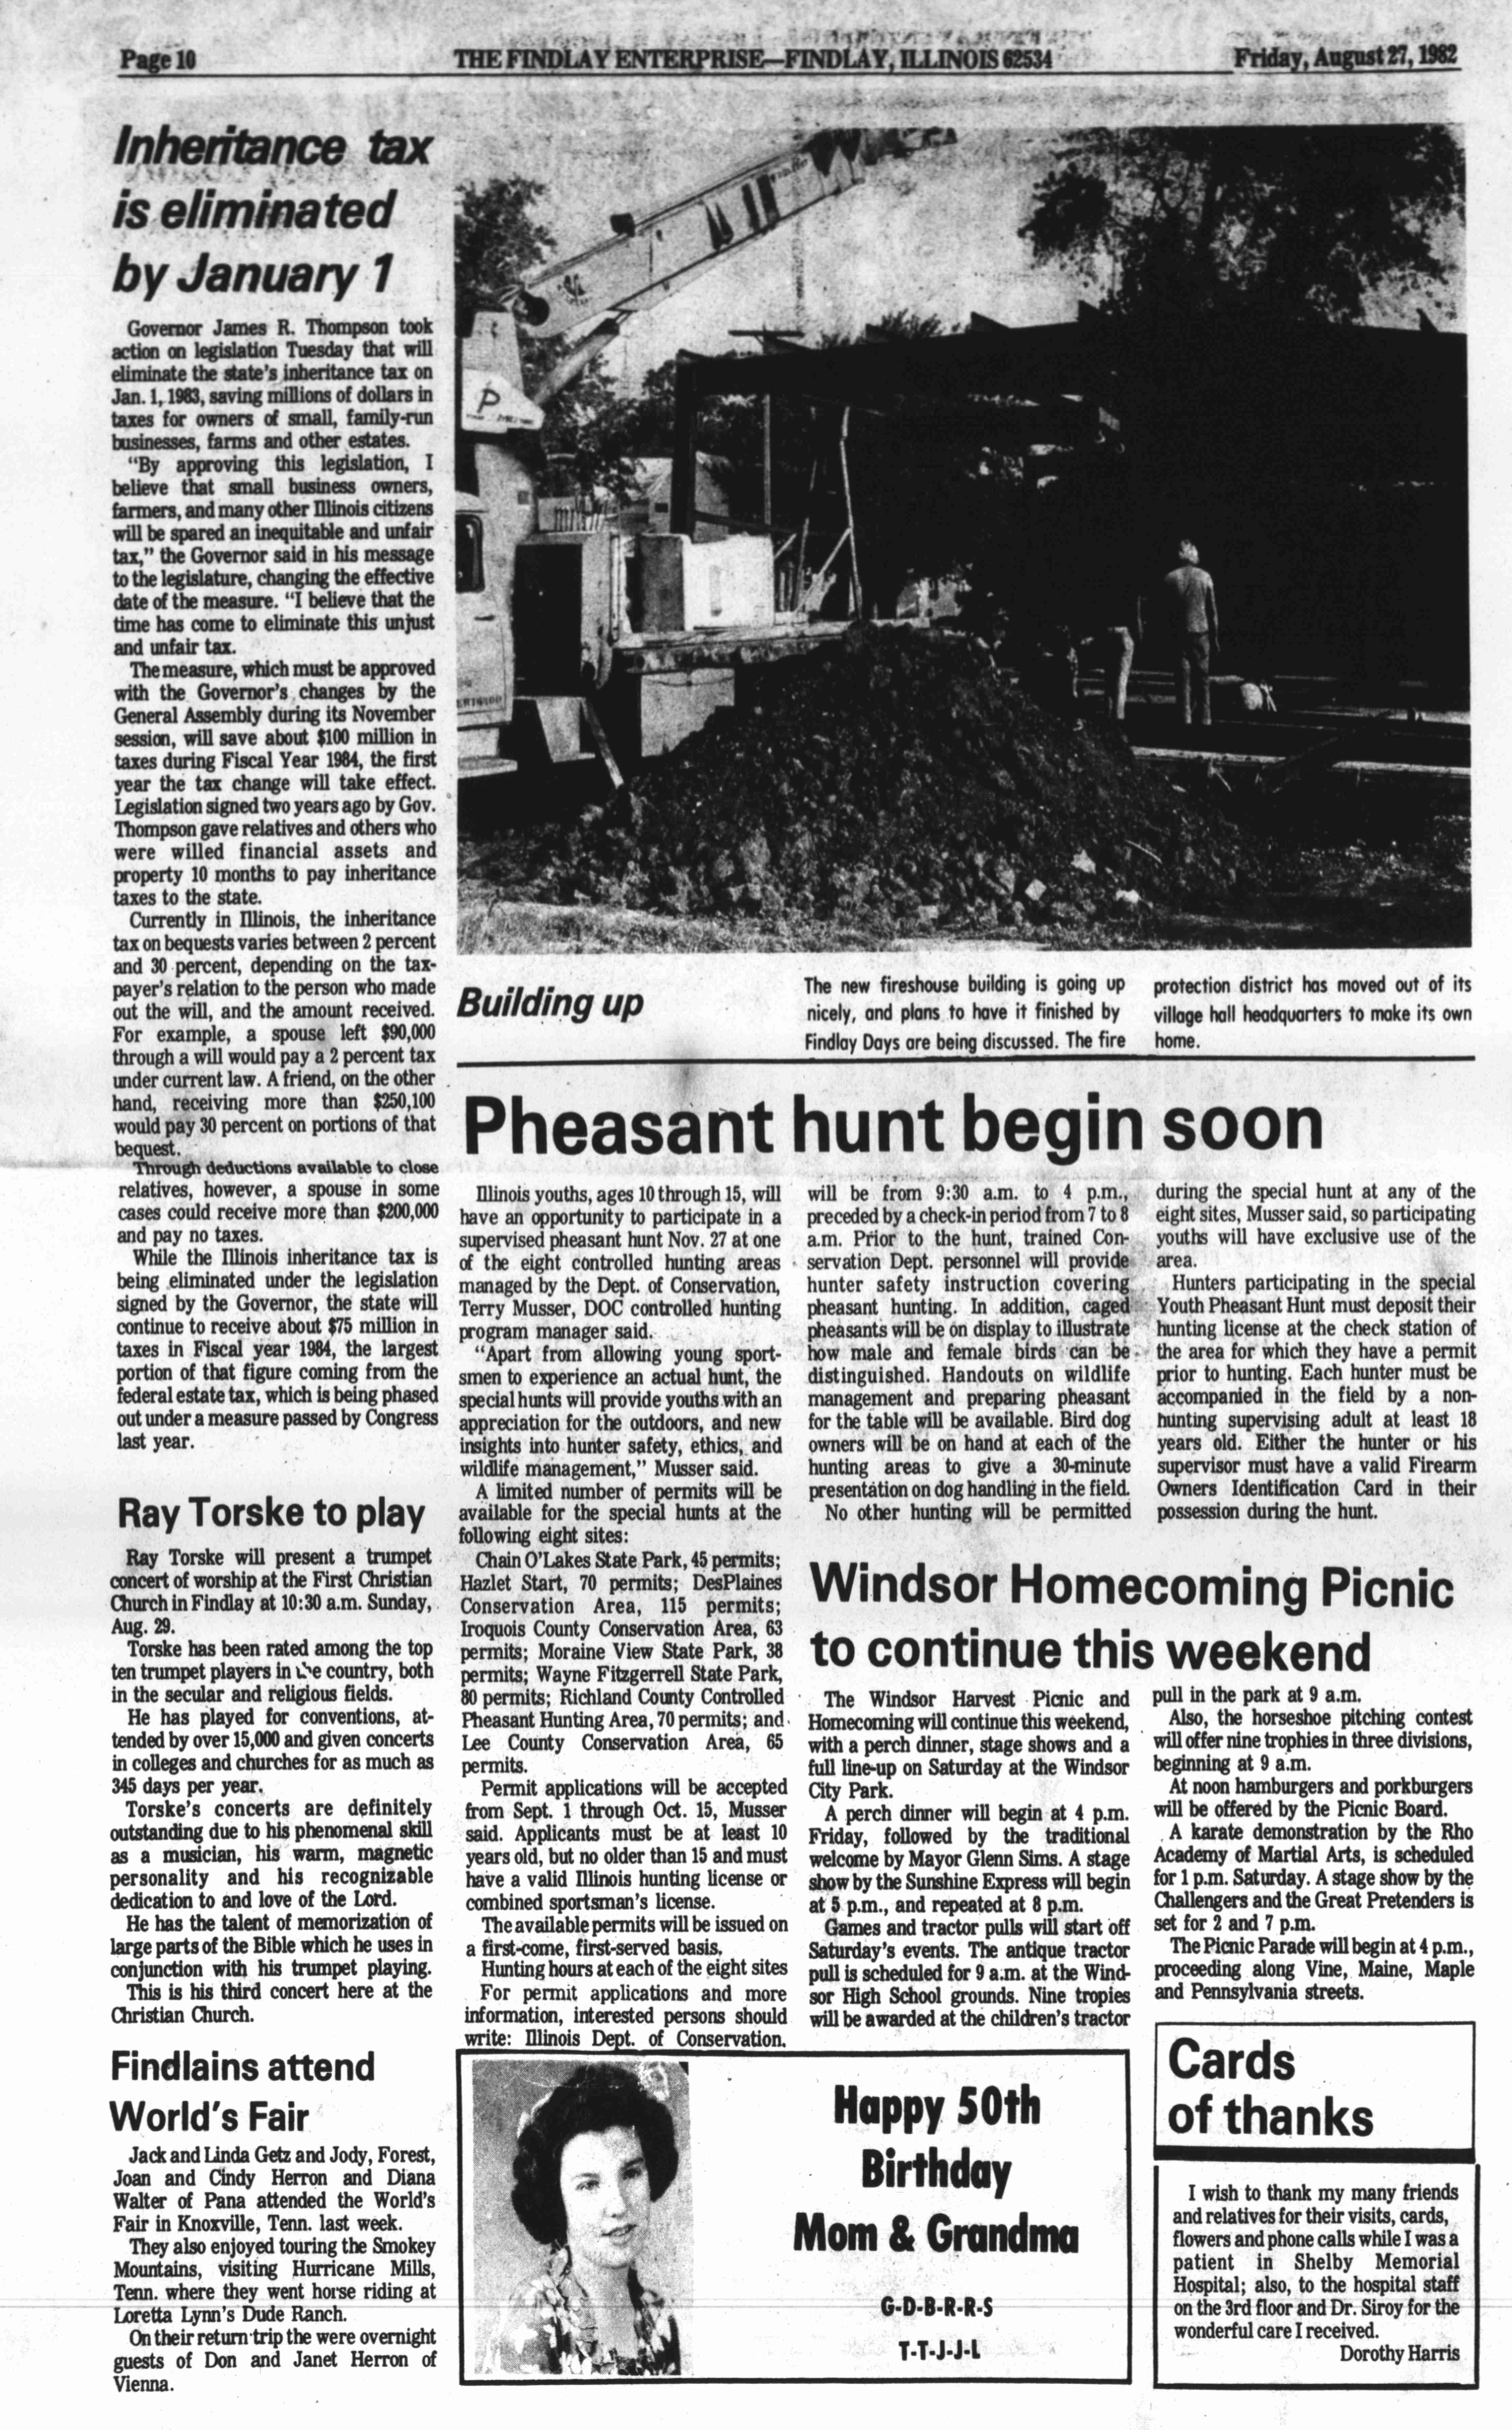 Page 10
THE FINDLAY ENTERPRISE—FINDLAY, ILLINOIS 62534
Friday, August 27, 1982
Inheritance tax
is eliminated
by January 1
Governor James R. Thompson took
action on legislation Tuesday that will
eliminate the state's inheritance tax on
Jan. 1, 1983, saving millions of dollars in
taxes for owners of small, family-run
businesses, farms and other estates.
"By approving this legislation, I
believe that small business owners,
farmers, and many other Illinois citizens
will be spared an inequitable and unfair
tax," the Governor said in his message
to the legislature, changing the effective
date of the measure. "I believe that the
time has come to eliminate this unjust
and unfair tax.
The measure, which must be approved
with the Governor's changes by the
General Assembly during its November
session, will save about $100 million in
taxes during Fiscal Year 1984, the first
year the tax change will take effect.
Legislation signed two years ago by Gov.
Thompson gave relatives and others who
were willed financial assets and
property 10 months to pay inheritance
taxes to the state.
Currently in Illinois, the inheritance
tax on bequests varies between 2 percent
and 30 percent, depending on the tax-
payer's relation to the person who made
out the will, and the amount received.
For example, a spouse left $90,000
through a will would pay a 2 percent tax
under current law. A friend, on the other
hand, receiving more than $250,100
would pay 30 percent on portions of that
bequest.
Through deductions available to close
relatives, however, a spouse in some
cases could receive more than $200,000
and pay no taxes.
While the Illinois inheritance tax is
being eliminated under the legislation
signed by the Governor, the state will
continue to receive about $75 million in
taxes in Fiscal year 1984, the largest
portion of that figure coming from the
federal estate tax, which is being phased
out under a measure passed by Congress
last year.
Ray Torske to play
Ray Torske will present a trumpet
concert of worship at the First Christian
Church in Findlay at 10:30 a.m. Sunday,
Aug. 29.
Torske has been rated among the top
ten trumpet players in the country, both
in the secular and religious fields.
He has played for conventions, at-
tended by over 15,000 and given concerts
in colleges and churches for as much as
345 days per year.
Torske's concerts are definitely
outstanding due to his phenomenal skill
as a musician, his warm, magnetic
personality and his recognizable
dedication to and love of the Lord.
He has the talent of memorization of
large parts of the Bible which he uses in
conjunction with his trumpet playing.
This is his third concert here at the
Christian Church.
Findlains attend
World's Fair
Jack and Linda Getz and Jody, Forest,
Joan and Cindy Herron and Diana
Walter of Pana attended the World's
Fair in Knoxville, Tenn. last week.
They also enjoyed touring the Smokey
Mountains, visiting Hurricane Mills,
Tenn. where they went horse riding at
Loretta Lynn's Dude Ranch.
On their return trip the were overnight
guests of Don and Janet Herron of
Vienna.
P
Building up
The new fireshouse building is going up
nicely, and plans to have it finished by
Findlay Days are being discussed. The fire
protection district has moved out of its
village hall headquarters to make its own
home.
Pheasant hunt begin soon
Illinois youths, ages 10 through 15, will
have an opportunity to participate in a
supervised pheasant hunt Nov. 27 at one
of the eight controlled hunting areas
managed by the Dept. of Conservation,
Terry Musser, DOC controlled hunting
program manager said.
"Apart from allowing young sport-
smen to experience an actual hunt, the
special hunts will provide youths with an
appreciation for the outdoors, and new
insights into hunter safety, ethics, and
wildlife management," Musser said.
A limited number of permits will be
available for the special hunts at the
following eight sites:
Chain O'Lakes State Park, 45 permits;
Hazlet Start, 70 permits; DesPlaines
Conservation Area, 115 permits;
Iroquois County Conservation Area, 63
permits; Moraine View State Park, 38
permits; Wayne Fitzgerrell State Park,
80 permits; Richland County Controlled
Pheasant Hunting Area, 70 permits; and
Lee County Conservation Area, 65
permits.
Permit applications will be accepted
from Sept. 1 through Oct. 15, Musser
said. Applicants must be at least 10
years old, but no older than 15 and must
have a valid Illinois hunting license or
combined sportsman's license.
The available permits will be issued on
a first-come, first-served basis.
Hunting hours at each of the eight sites
For permit applications and more
information, interested persons should
write: Illinois Dept. of Conservation.
will be from 9:30 a.m. to 4 p.m.,
preceded by a check-in period from 7 to 8
a.m. Prior to the hunt, trained Con-
servation Dept. personnel will provide
hunter safety instruction covering
pheasant hunting. In addition, caged
pheasants will be on display to illustrate
how male and female birds can be
distinguished. Handouts on wildlife
management and preparing pheasant
for the table will be available. Bird dog
owners will be on hand at each of the
hunting areas to give a 30-minute
presentation on dog handling in the field.
No other hunting will be permitted
during the special hunt at any of the
eight sites, Musser said, so participating
youths will have exclusive use of the
area.
Hunters participating in the special
Youth Pheasant Hunt must deposit their
hunting license at the check station of
the area for which they have a permit
prior to hunting. Each hunter must be
accompanied in the field by a non-
hunting supervising adult at least 18
years old. Either the hunter or his
supervisor must have a valid Firearm
Owners Identification Card in their
possession during the hunt.
Windsor Homecoming Picnic
to continue this weekend
The Windsor Harvest Picnic and
Homecoming will continue this weekend,
with a perch dinner, stage shows and a
full line-up on Saturday at the Windsor
City Park.
A perch dinner will begin at 4 p.m.
Friday, followed by the traditional
welcome by Mayor Glenn Sims. A stage
show by the Sunshine Express will begin
at 5 p.m., and repeated at 8 p.m.
Games and tractor pulls will start off
Saturday's events. The antique tractor
pull is scheduled for 9 a.m. at the Wind-
sor High School grounds. Nine tropies
will be awarded at the children's tractor
pull in the park at 9 a.m.
Also, the horseshoe pitching contest
will offer nine trophies in three divisions,
beginning at 9 a.m.
At noon hamburgers and porkburgers
will be offered by the Picnic Board.
A karate demonstration by the Rho
Academy of Martial Arts, is scheduled
for 1 p.m. Saturday. A stage show by the
Challengers and the Great Pretenders is
set for 2 and 7 p.m.
The Picnic Parade will begin at 4 p.m.,
proceeding along Vine, Maine, Maple
and Pennsylvania streets.
Happy 50th
Birthday
Mom & Grandma
G-D-B-R-R-S
T-T-J-J-L
Cards
of thanks
I wish to thank my many friends
and relatives for their visits, cards,
flowers and phone calls while I was a
patient in Shelby Memorial
Hospital; also, to the hospital staff
on the 3rd floor and Dr. Siroy for the
wonderful care I received.
Dorothy Harris